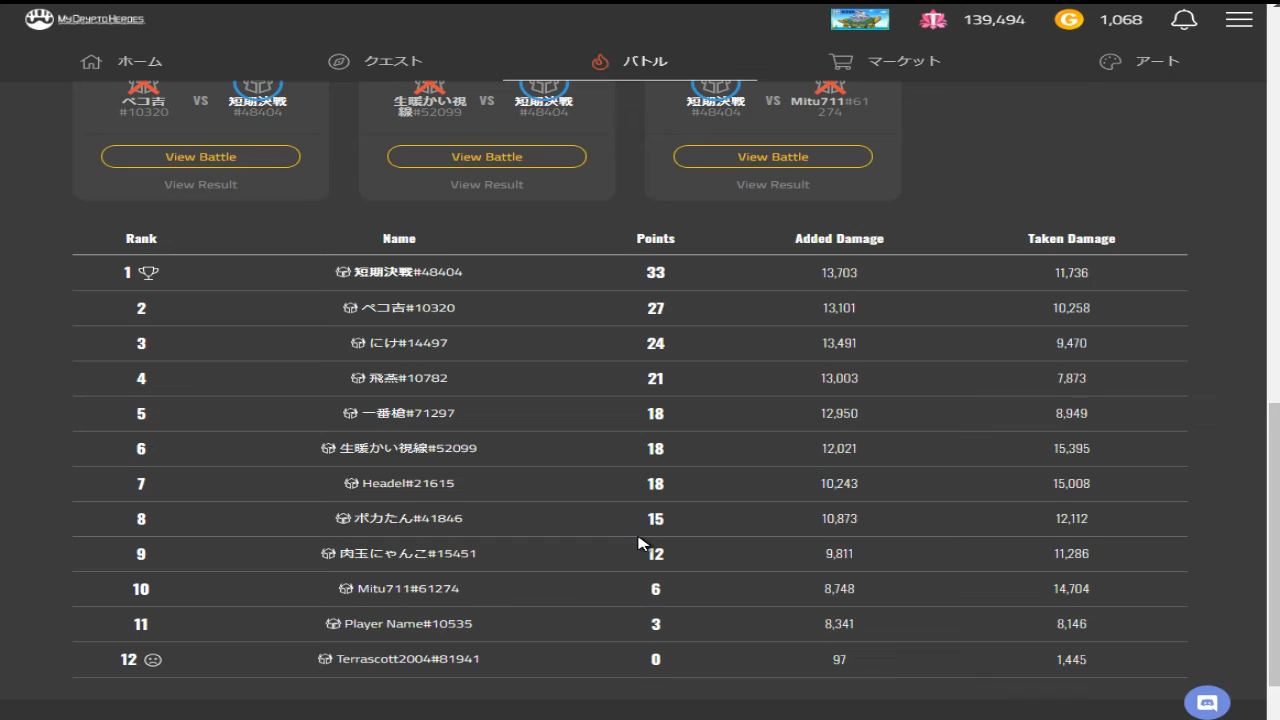 MyCryptoHeroes 139,494 G 1,068
ホーム クエスト バトル マーケット アート
ペコ吉 VS 短期決戦 生暖かい視 VS 短期決戦 短期決戦 VS Mitu711#61
#10320 #48404 線#52099 #48404 #48404 274
View Battle View Battle View Battle
View Result View Result View Result
Rank Name Points Added Damage Taken Damage
1 短期決戦#48404 33 13,703 11,736
2 ペコ吉#10320 27 13,101 10,258
3 にけ#14497 24 13,491 9,470
4 飛燕#10782 21 13,003 7,873
5 一番槍#71297 18 12,950 8,949
6 生暖かい視線#52099 18 12,021 15,395
7 Headel#21615 18 10,243 15,008
8 ポカたん#41846 15 10,873 12,112
9 肉玉にゃんこ#15451 12 9,811 11,286
10 Mitu711#61274 6 8,748 14,704
11 Player Name#10535 3 8,341 8,146
12 Terrascott2004#81941 0 97 1,445